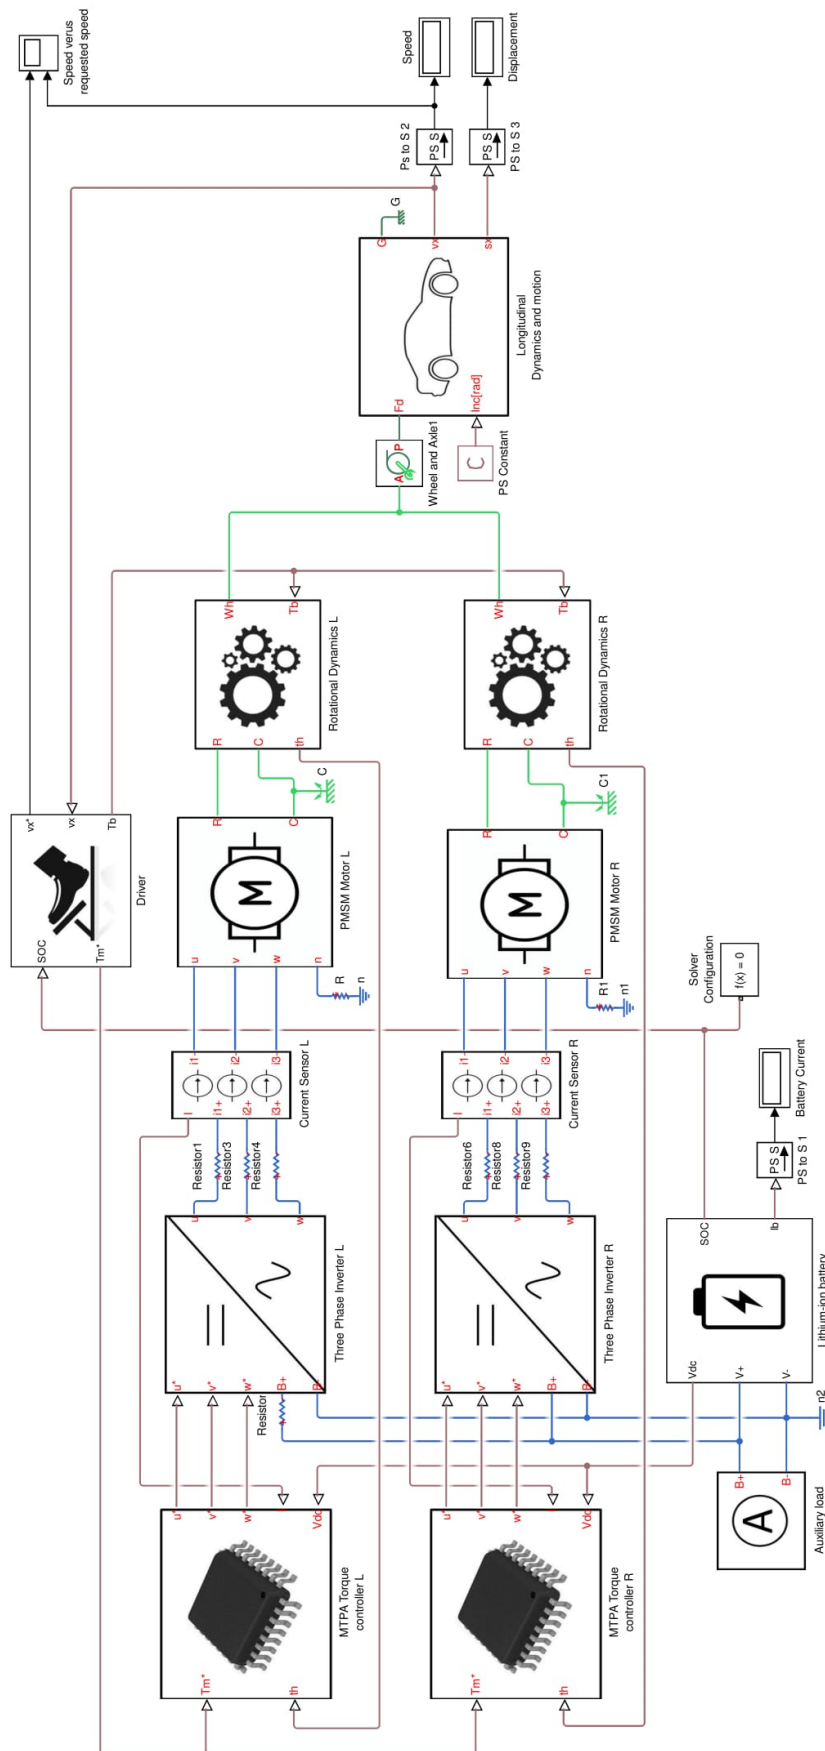 Speed verus
requested speed
Speed
Displacement
Ps to S 2
PS S
PS S
PS to S 3
G
G
vx
sx
Longitudinal
Dynamics and motion
Fd
Inc[rad]
A
P
Wheel and Axle1
C
PS Constant
Wh
Tb
Rotational Dynamics L
R
C
th
C
Wh
Tb
Rotational Dynamics R
R
C
th
C1
vx*
vx
Tb
Driver
SOC
Tm*
R
C
M
PMSM Motor L
u
v
w
n
R
n
R
C
M
PMSM Motor R
u
v
w
n
R1
n1
Solver
Configuration
f(x) = 0
i1-
i2-
i3-
Current Sensor L
I
i1+
i2+
i3+
i1-
i2-
i3-
Current Sensor R
I
i1+
i2+
i3+
Battery Current
PS S
PS to S 1
Resistor1
Resistor3
Resistor4
Resistor6
Resistor8
Resistor9
u
v
w
Three Phase Inverter L
u*
v*
w*
B+
B-
Resistor
u
v
w
Three Phase Inverter R
u*
v*
w*
B+
B-
SOC
Ib
Lithium-ion battery
Vdc
V+
V-
n2
B+
B-
A
Auxiliary load
u*
v*
w*
I
Vdc
MTPA Torque
controller L
Tm*
th
u*
v*
w*
I
Vdc
MTPA Torque
controller R
Tm*
th